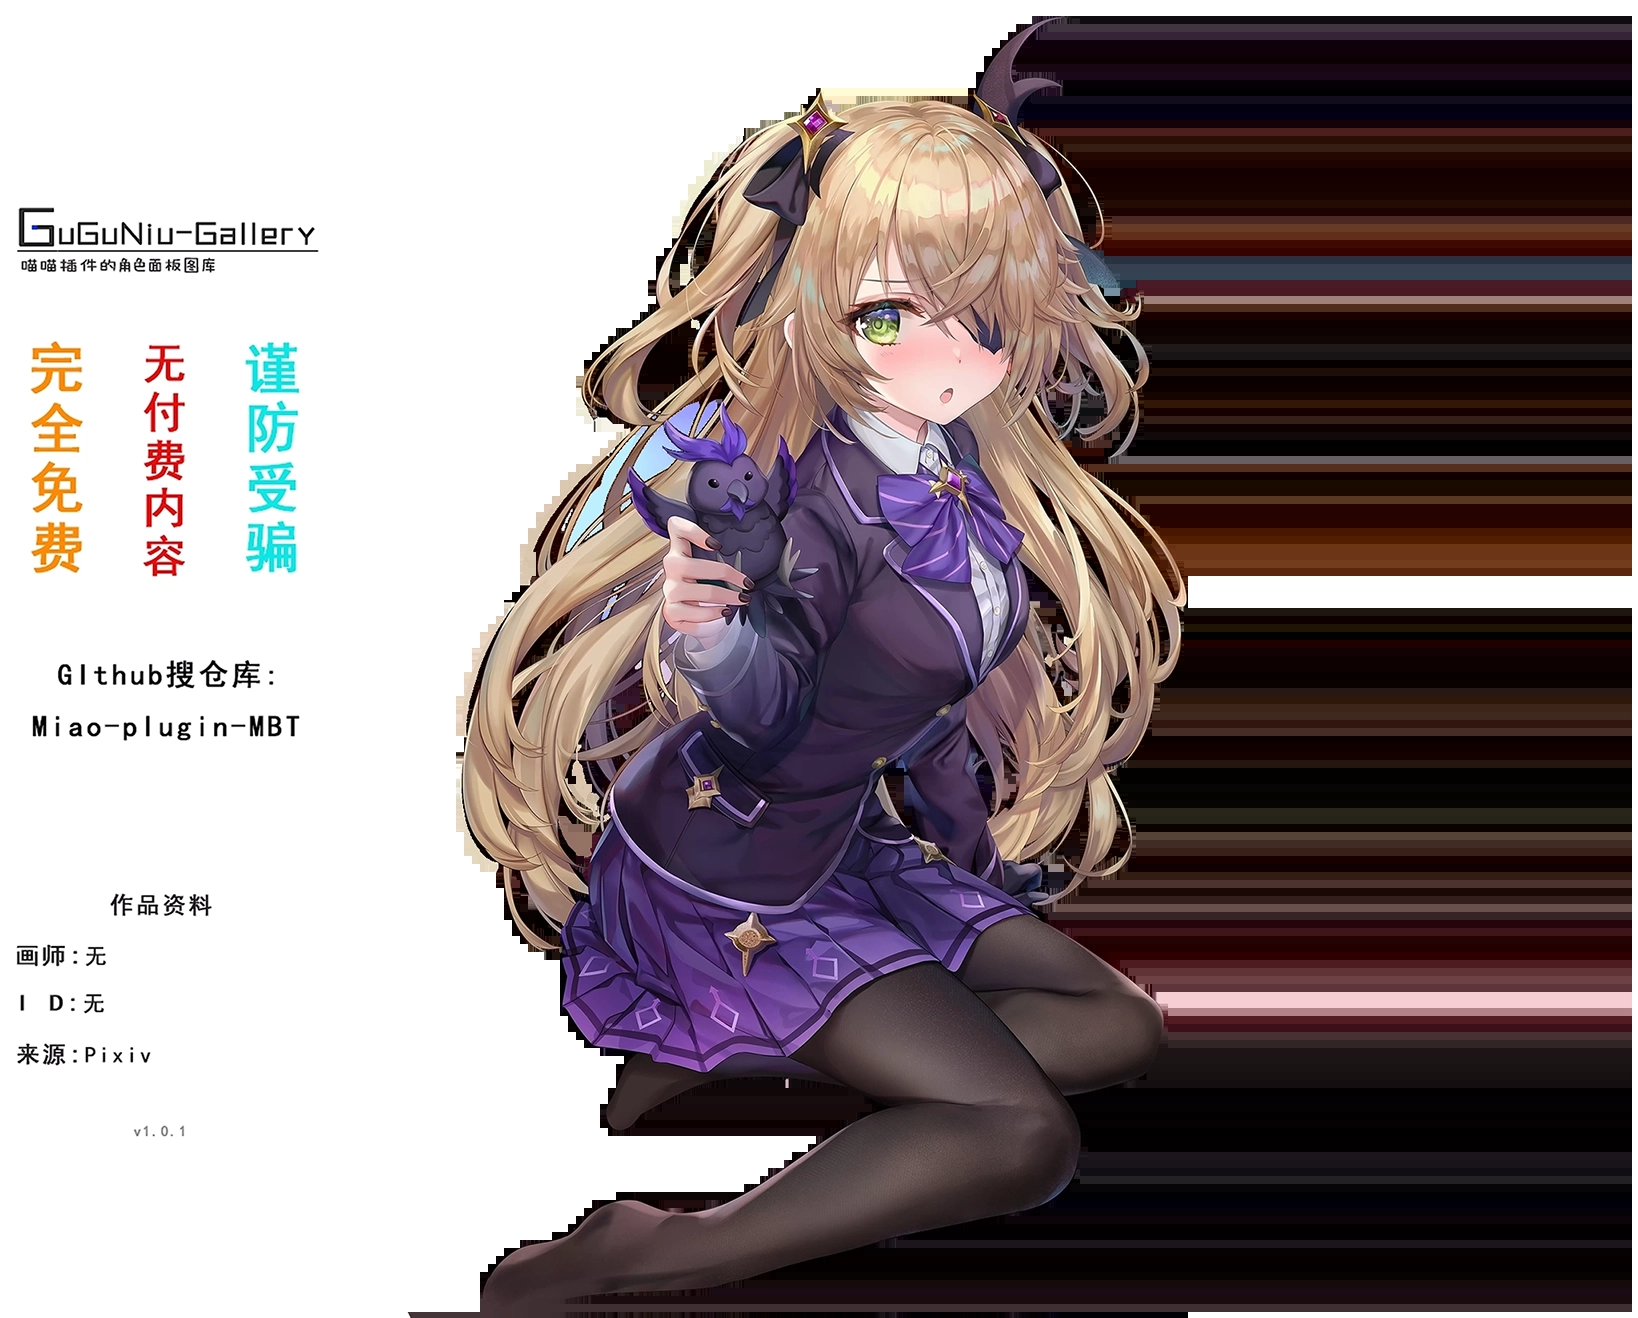 GuGuNiu-Gallery
喵喵插件的角色面板图库
完全免费
无付费内容
谨防受骗
GIthub搜仓库:
Miao-plugin-MBT
作品资料
画师:无
I D:无
来源:Pixiv
v1.0.1